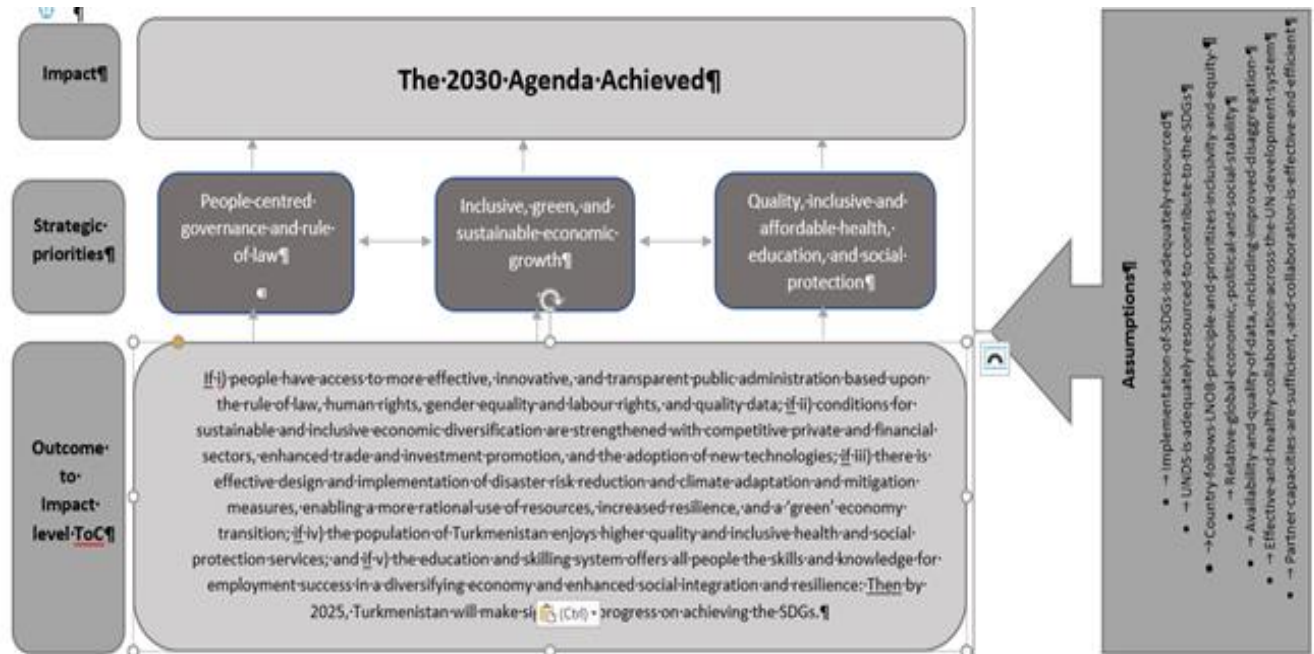 Impact¶
The·2030·Agenda·Achieved¶
Strategic·
priorities¶
People-centred·
governance·and·rule·
of·law¶
¶
Inclusive,·green,·and·
sustainable·economic·
growth¶
Quality,·inclusive·and·
affordable·health,·
education,·and·social·
protection¶
Outcome·
to·
Impact·
level·ToC¶
If·i)·people·have·access·to·more·effective,·innovative,·and·transparent·public·administration·based·upon·
the·rule·of·law,·human·rights,·gender·equality·and·labour·rights,·and·quality·data;·if·ii)·conditions·for·
sustainable·and·inclusive·economic·diversification·are·strengthened·with·competitive·private·and·financial·
sectors,·enhanced·trade·and·investment·promotion,·and·the·adoption·of·new·technologies;·if·iii)·there·is·
effective·design·and·implementation·of·disaster·risk·reduction·and·climate·adaptation·and·mitigation·
measures,·enabling·a·more·rational·use·of·resources,·increased·resilience,·and·a·‘green’·economy·
transition;·if·iv)·the·population·of·Turkmenistan·enjoys·higher·quality·and·inclusive·health·and·social·
protection·services;·and·if·v)·the·education·and·skilling·system·offers·all·people·the·skills·and·knowledge·for·
employment·success·in·a·diversifying·economy·and·enhanced·social·integration·and·resilience:·Then·by·
2025,·Turkmenistan·will·make· (Ctrl) progress·on·achieving·the·SDGs.¶
Assumptions¶
• → Implementation·of·SDGs·is·adequately·resourced¶
• → UNDS·is·adequately·resourced·to·contribute·to·the·SDGs¶
• → Country·follows·LNOB·principle·and·prioritizes·inclusivity·and·equity·¶
• → Relative·global·economic,·political·and·social·stability¶
• → Availability·and·quality·of·data,·including·improved·disaggregation·¶
• → Effective·and·healthy·collaboration·across·the·UN·development·system¶
• → Partner·capacities·are·sufficient,·and·collaboration·is·effective·and·efficient¶